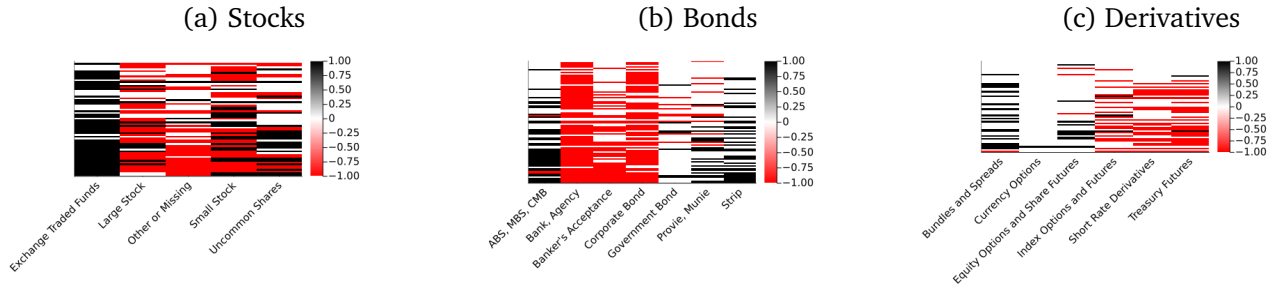 (a) Stocks
1.00
0.75
0.50
0.25
0
−0.25
−0.50
−0.75
−1.00
Exchange Traded Funds
Large Stock
Other or Missing
Small Stock
Uncommon Shares
(b) Bonds
1.00
0.75
0.50
0.25
0
−0.25
−0.50
−0.75
−1.00
ABS, MBS, CMB
Bank, Agency
Banker's Acceptance
Corporate Bond
Government Bond
Provie, Munie
Strip
(c) Derivatives
1.00
0.75
0.50
0.25
0
−0.25
−0.50
−0.75
−1.00
Bundles and Spreads
Currency Option
Equity Options and Share Futures
Index Options and Futures
Short Rate Derivatives
Treasury Futures